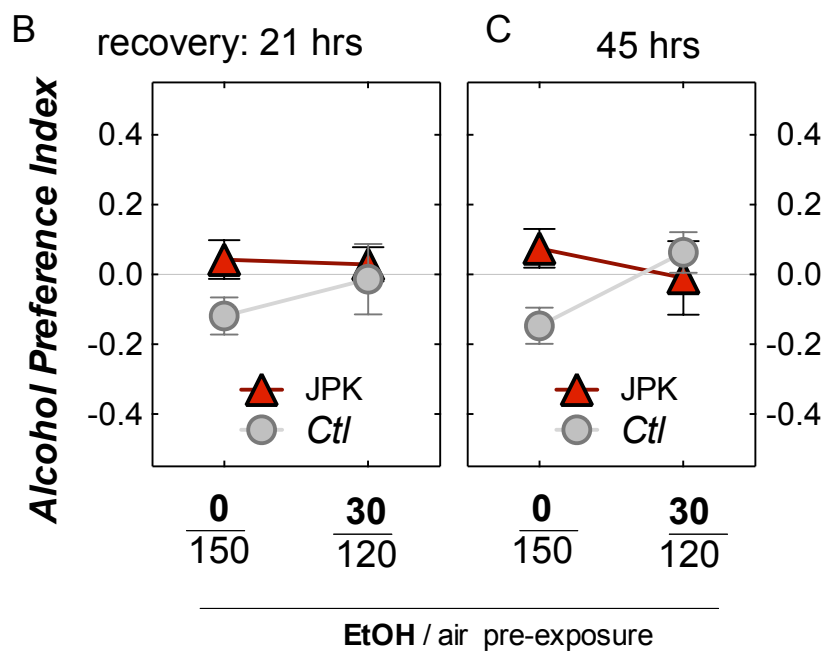 B
recovery: 21 hrs
C
45 hrs
Alcohol Preference Index
0.4
0.2
0.0
-0.2
-0.4
JPK
Ctl
JPK
Ctl
0.4
0.2
0.0
-0.2
-0.4
0
150
30
120
0
150
30
120
EtOH / air pre-exposure